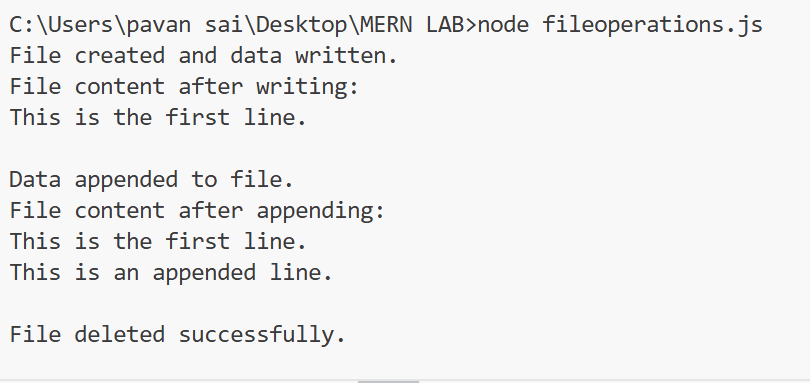 C:\Users\pavan sai\Desktop\MERN LAB>node fileoperations.js
File created and data written.
File content after writing:
This is the first line.

Data appended to file.
File content after appending:
This is the first line.
This is an appended line.

File deleted successfully.